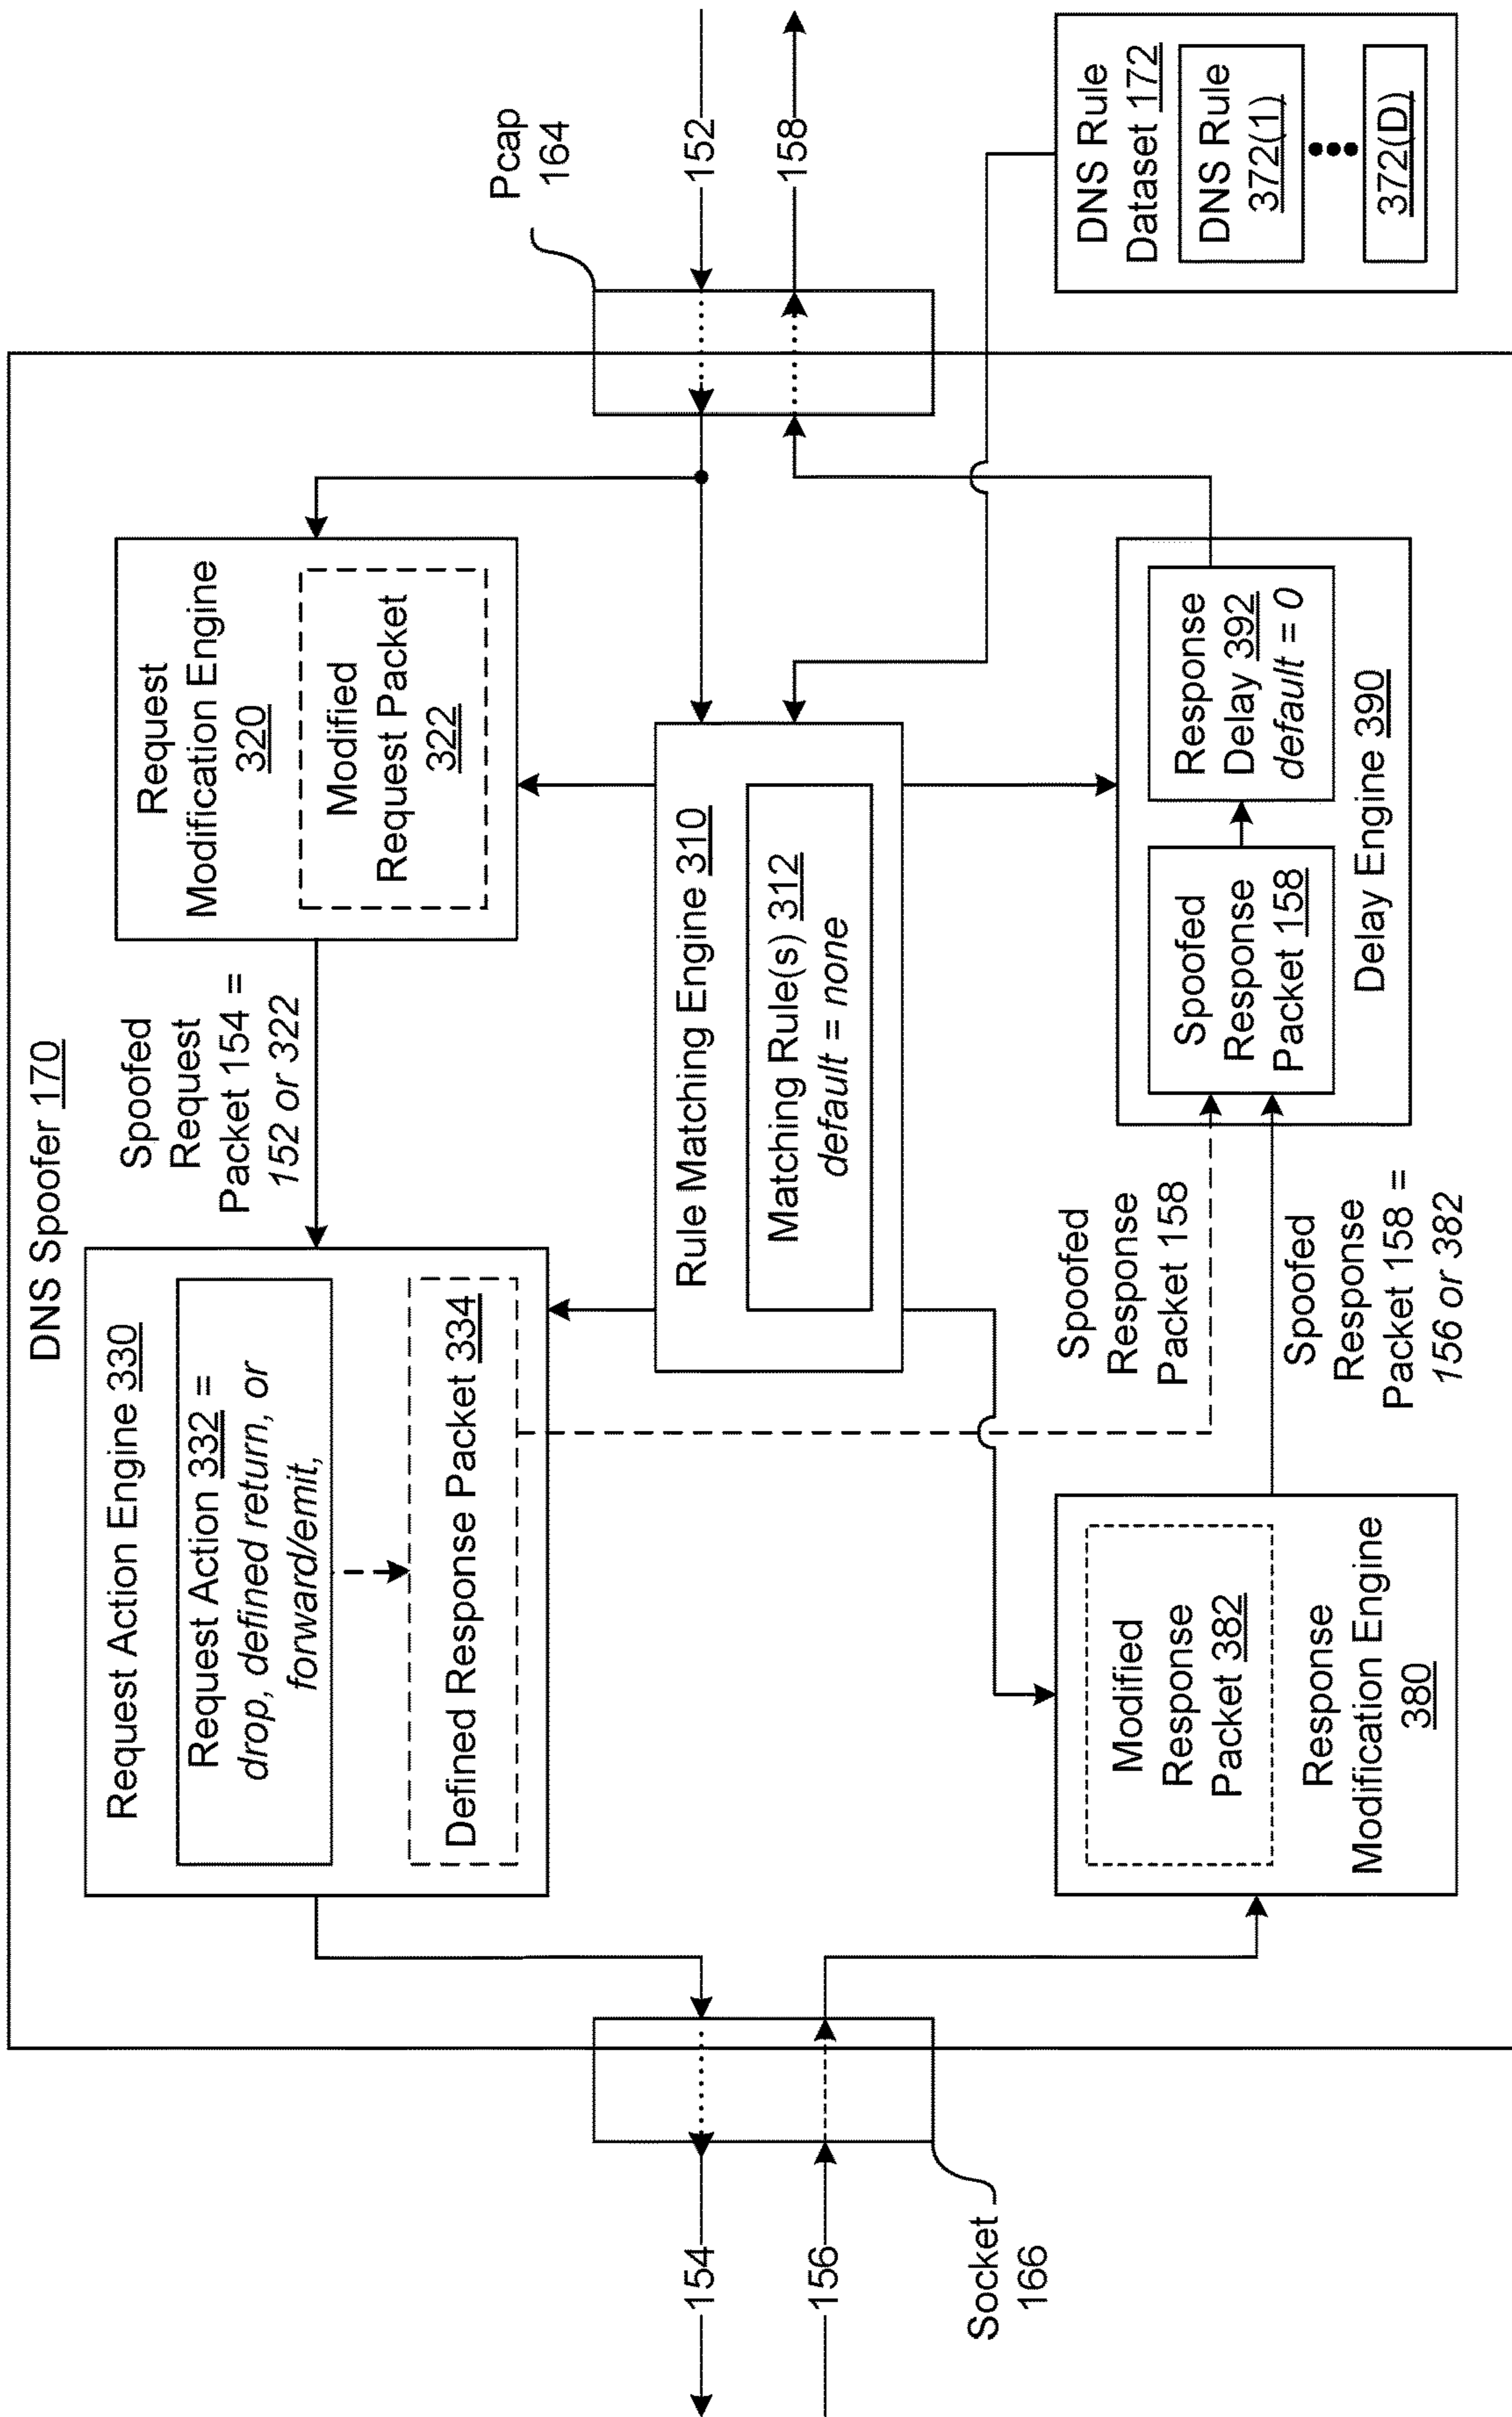 DNS Spoofer 170
Request Action Engine 330
Request Action 332 =
drop, defined return, or
forward/emit,
Defined Response Packet 334
Spoofed
Request
Packet 154 =
152 or 322
Request
Modification Engine
320
Modified
Request Packet
322
Pcap
164
154
156
Socket
166
Rule Matching Engine 310
Matching Rule(s) 312
default = none
152
158
Modified
Response
Packet 382
Response
Modification Engine
380
Spoofed
Response
Packet 158
Spoofed
Response
Packet 158 =
156 or 382
Spoofed
Response
Packet 158
Response
Delay 392
default = 0
Delay Engine 390
DNS Rule
Dataset 172
DNS Rule
372(1)
372(D)